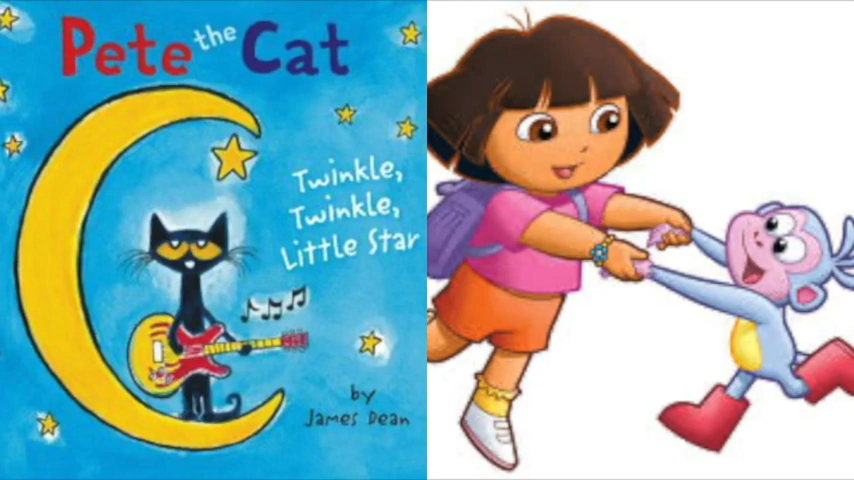 Pete the Cat
Twinkle,
Twinkle,
Little Star
by
James Dean